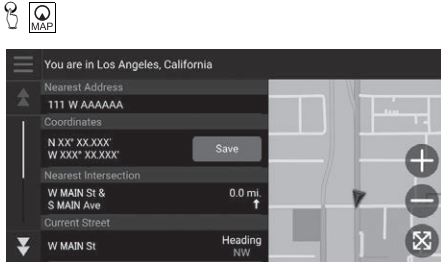 MAP
You are in Los Angeles, California
Nearest Address
111 W AAAAAA
Coordinates
N XX° XX.XXX'
W XXX° XX.XXX'
Save
Nearest Intersection
W MAIN St &
S MAIN Ave
0.0 mi.
Current Street
W MAIN St
Heading
NW